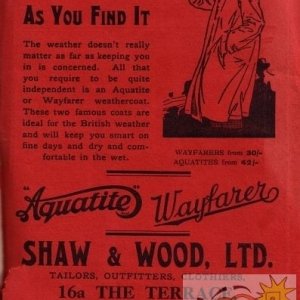 As You Find It
The weather doesn't really
matter as far as keeping you
in is concerned. All that
you require to be quite
independent is an Aquatite
or Wayfarer weathercoat.
These two famous coats are
ideal for the British weather
and will keep you smart on
fine days and dry and com-
fortable in the wet.
WAYFARERS from 30/-
AQUATITES from 42/-
"Aquatite" Wayfarer
SHAW & WOOD, LTD.
TAILORS, OUTFITTERS, CLOTHIERS,
16a THE TERRACE